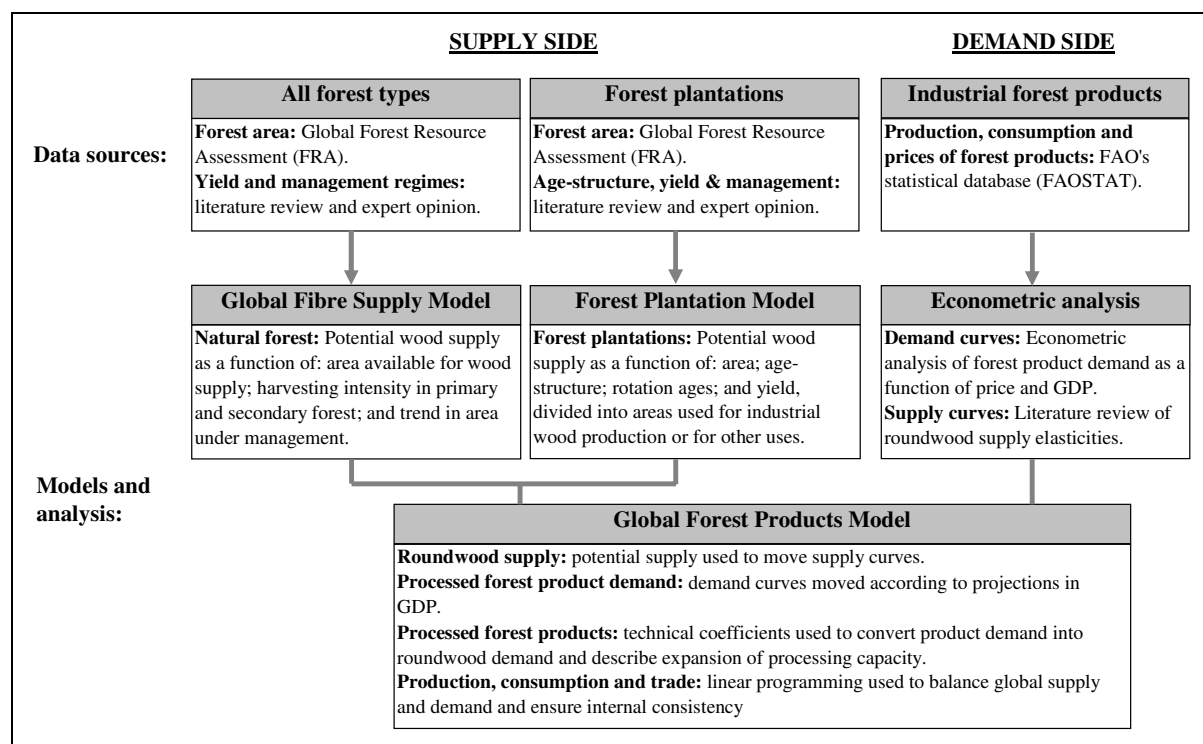 SUPPLY SIDE
DEMAND SIDE
Data sources:
All forest types
Forest area: Global Forest Resource
Assessment (FRA).
Yield and management regimes:
literature review and expert opinion.
Forest plantations
Forest area: Global Forest Resource
Assessment (FRA).
Age-structure, yield & management:
literature review and expert opinion.
Industrial forest products
Production, consumption and
prices of forest products: FAO's
statistical database (FAOSTAT).
Models and
analysis:
Global Fibre Supply Model
Natural forest: Potential wood supply
as a function of: area available for wood
supply; harvesting intensity in primary
and secondary forest; and trend in area
under management.
Forest Plantation Model
Forest plantations: Potential wood
supply as a function of: area; age-
structure; rotation ages; and yield,
divided into areas used for industrial
wood production or for other uses.
Econometric analysis
Demand curves: Econometric
analysis of forest product demand as a
function of price and GDP.
Supply curves: Literature review of
roundwood supply elasticities.
Global Forest Products Model
Roundwood supply: potential supply used to move supply curves.
Processed forest product demand: demand curves moved according to projections in
GDP.
Processed forest products: technical coefficients used to convert product demand into
roundwood demand and describe expansion of processing capacity.
Production, consumption and trade: linear programming used to balance global supply
and demand and ensure internal consistency